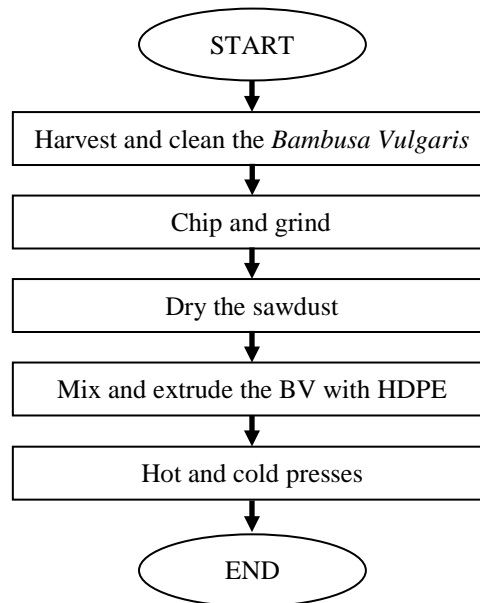 START
Harvest and clean the Bambusa Vulgaris
Chip and grind
Dry the sawdust
Mix and extrude the BV with HDPE
Hot and cold presses
END